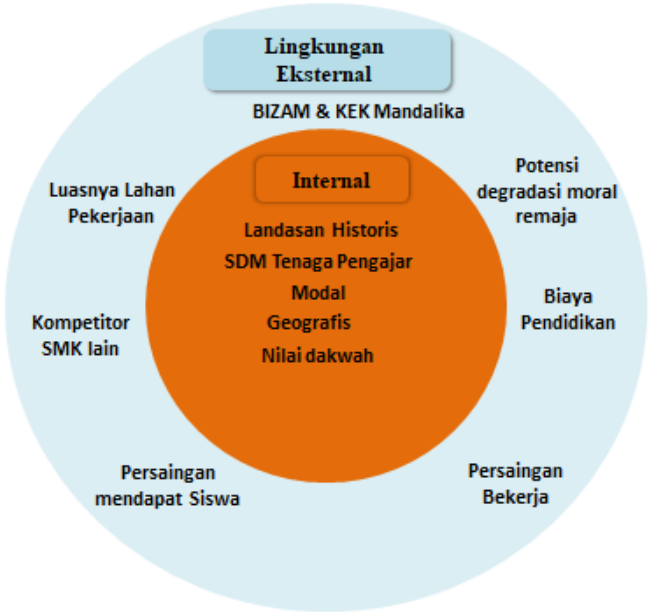 Lingkungan
Eksternal
BIZAM & KEK Mandalika
Internal
Landasan Historis
SDM Tenaga Pengajar
Modal
Geografis
Nilai dakwah
Luasnya Lahan
Pekerjaan
Kompetitor
SMK lain
Persaingan
mendapat Siswa
Potensi
degradasi moral
remaja
Biaya
Pendidikan
Persaingan
Bekerja